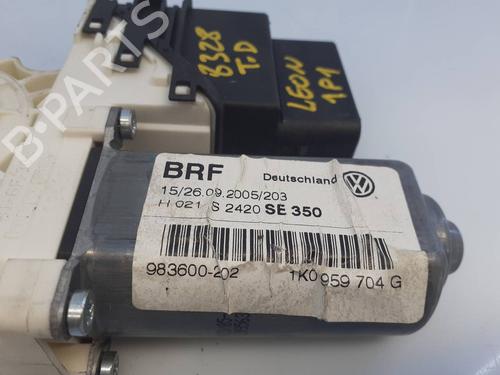 B328
T.D
LEON
1P1
BRF Deutschland
15/26.09.2005/203
H 021 S 2420 SE 350
983600-202 1K0 959 704 G
B-Parts